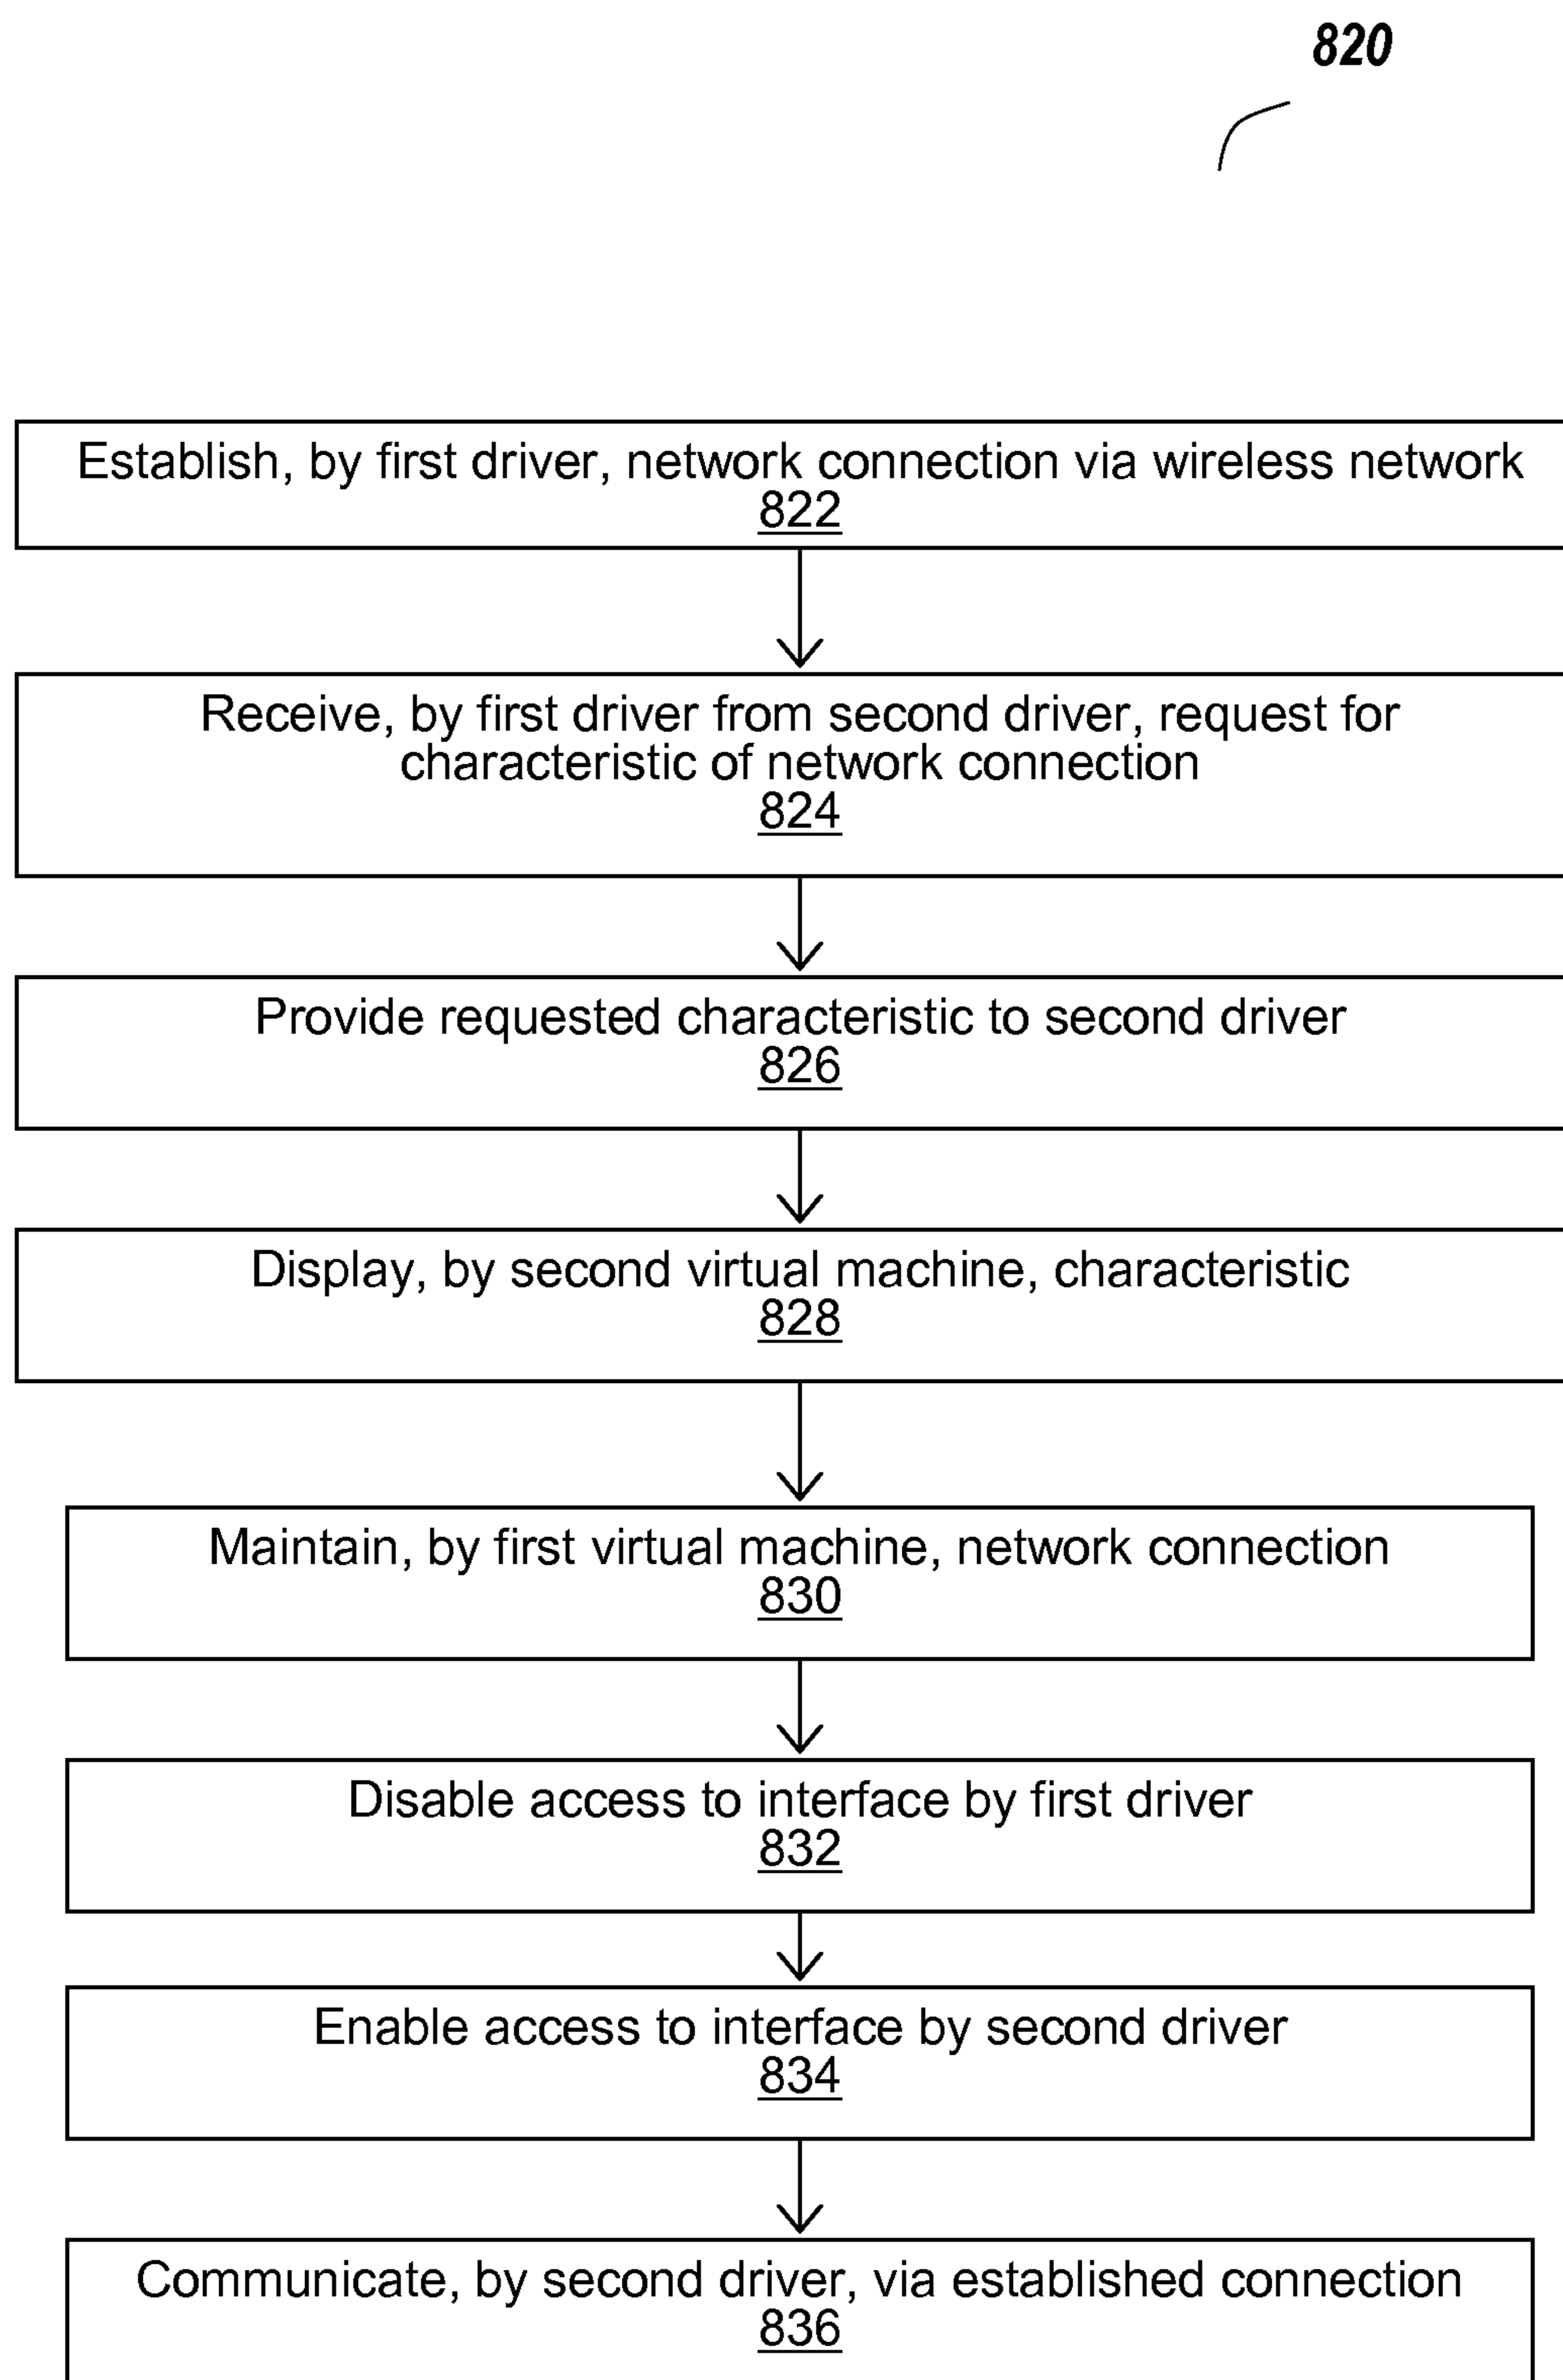 820
Establish, by first driver, network connection via wireless network
822
Receive, by first driver from second driver, request for
characteristic of network connection
824
Provide requested characteristic to second driver
826
Display, by second virtual machine, characteristic
828
Maintain, by first virtual machine, network connection
830
Disable access to interface by first driver
832
Enable access to interface by second driver
834
Communicate, by second driver, via established connection
836